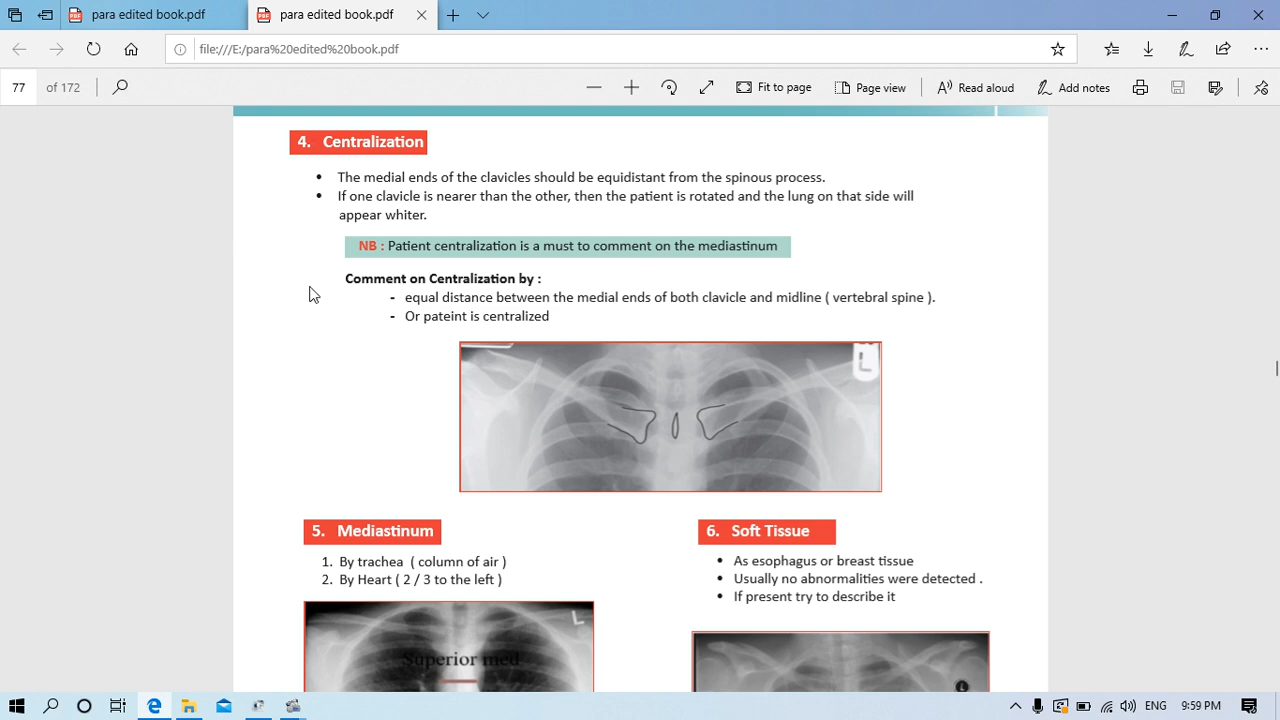 para book.pdf
para book.pdf
file:///E:/para%20edited%20book.pdf
77 of 172
Fit to page
Page view
Read aloud
Add notes
4. Centralization
• The medial ends of the clavicles should be equidistant from the spinous process.
• If one clavicle is nearer than the other, then the patient is rotated and the lung on that side will
appear whiter.
NB : Patient centralization is a must to comment on the mediastinum
Comment on Centralization by :
- equal distance between the medial ends of both clavicle and midline ( vertebral spine ).
- Or pateint is centralized
L
5. Mediastinum
1. By trachea ( column of air )
2. By Heart ( 2 / 3 to the left )
L
Superior med
6. Soft Tissue
• As esophagus or breast tissue
• Usually no abnormalities were detected .
• If present try to describe it
L
ENG 9:59 PM